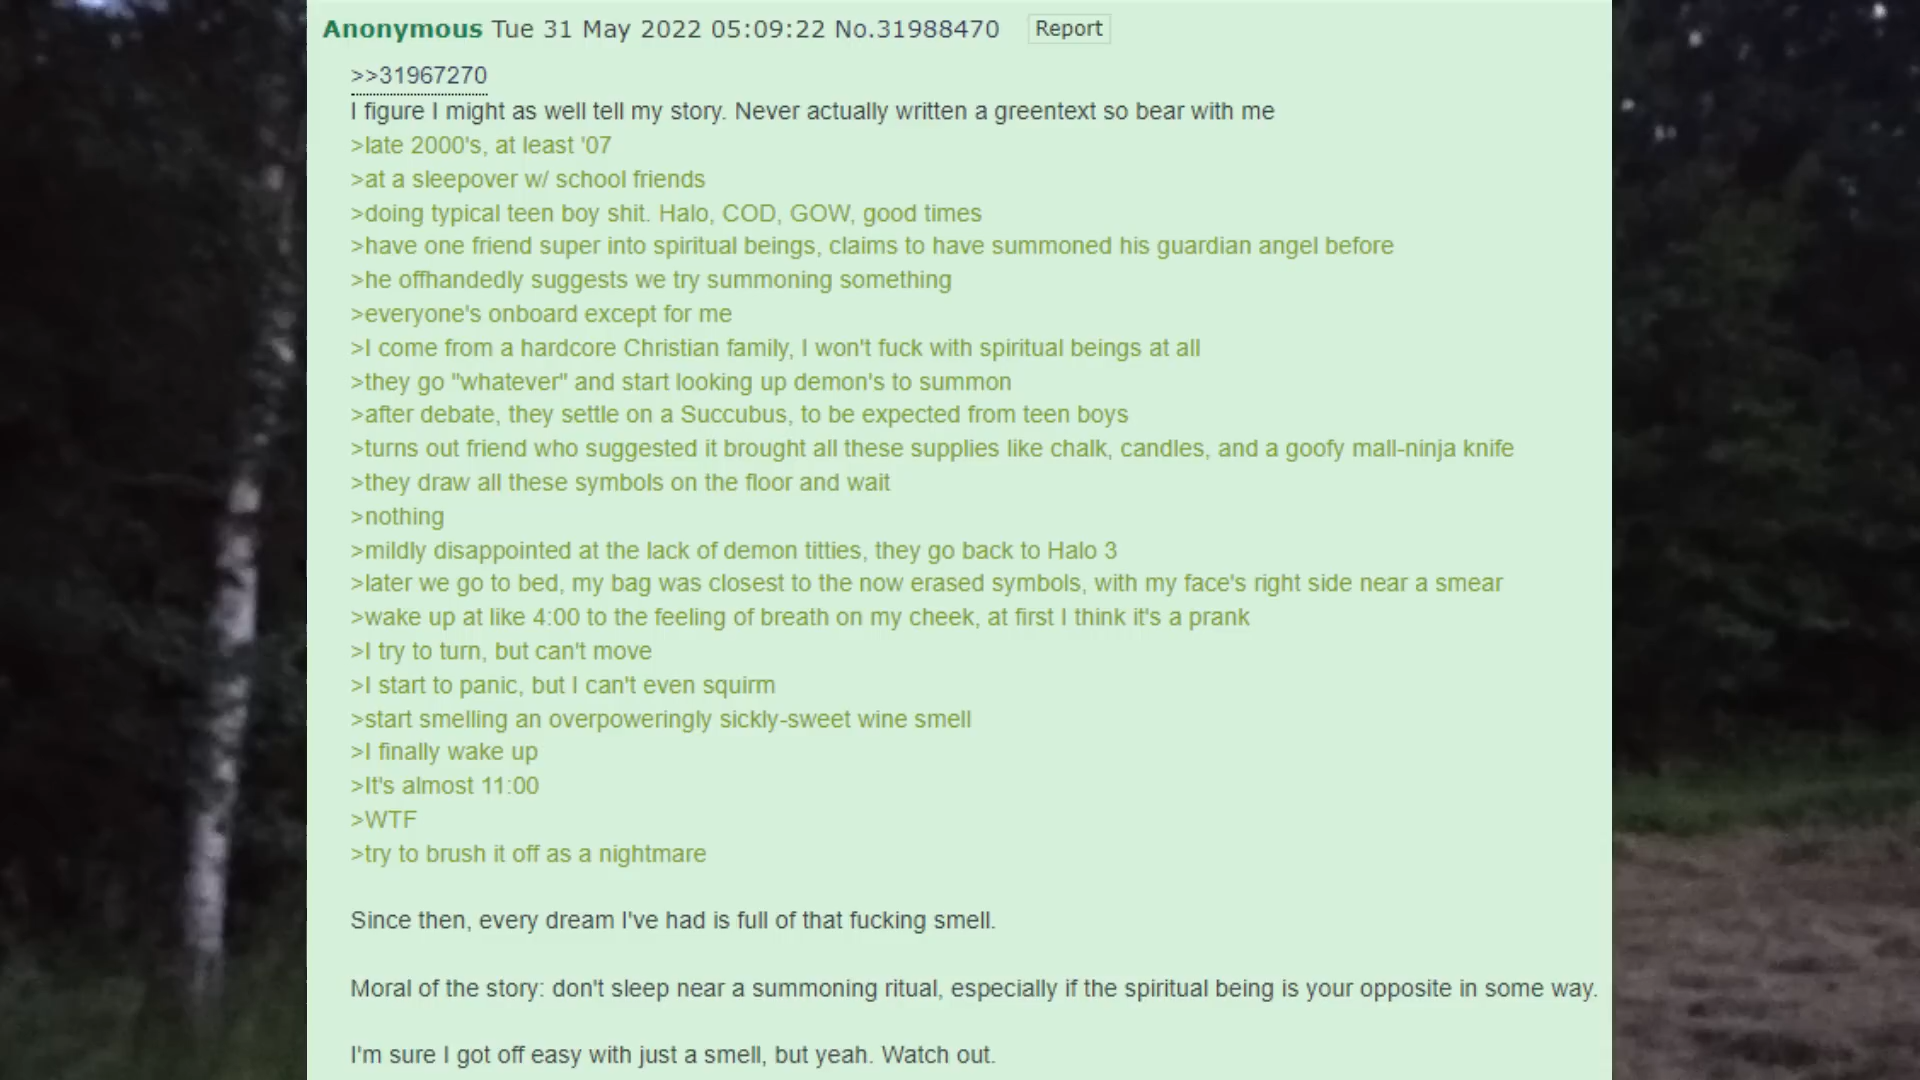 Anonymous Tue 31 May 2022 05:09:22 No.31988470 Report
>>31967270
I figure I might as well tell my story. Never actually written a greentext so bear with me
>late 2000's, at least '07
>at a sleepover w/ school friends
>doing typical teen boy shit. Halo, COD, GOW, good times
>have one friend super into spiritual beings, claims to have summoned his guardian angel before
>he offhandedly suggests we try summoning something
>everyone's onboard except for me
>I come from a hardcore Christian family, I won't fuck with spiritual beings at all
>they go "whatever" and start looking up demon's to summon
>after debate, they settle on a Succubus, to be expected from teen boys
>turns out friend who suggested it brought all these supplies like chalk, candles, and a goofy mall-ninja knife
>they draw all these symbols on the floor and wait
>nothing
>mildly disappointed at the lack of demon titties, they go back to Halo 3
>later we go to bed, my bag was closest to the now erased symbols, with my face's right side near a smear
>wake up at like 4:00 to the feeling of breath on my cheek, at first I think it's a prank
>I try to turn, but can't move
>I start to panic, but I can't even squirm
>start smelling an overpoweringly sickly-sweet wine smell
>I finally wake up
>It's almost 11:00
>WTF
>try to brush it off as a nightmare
Since then, every dream I've had is full of that fucking smell.
Moral of the story: don't sleep near a summoning ritual, especially if the spiritual being is your opposite in some way.
I'm sure I got off easy with just a smell, but yeah. Watch out.